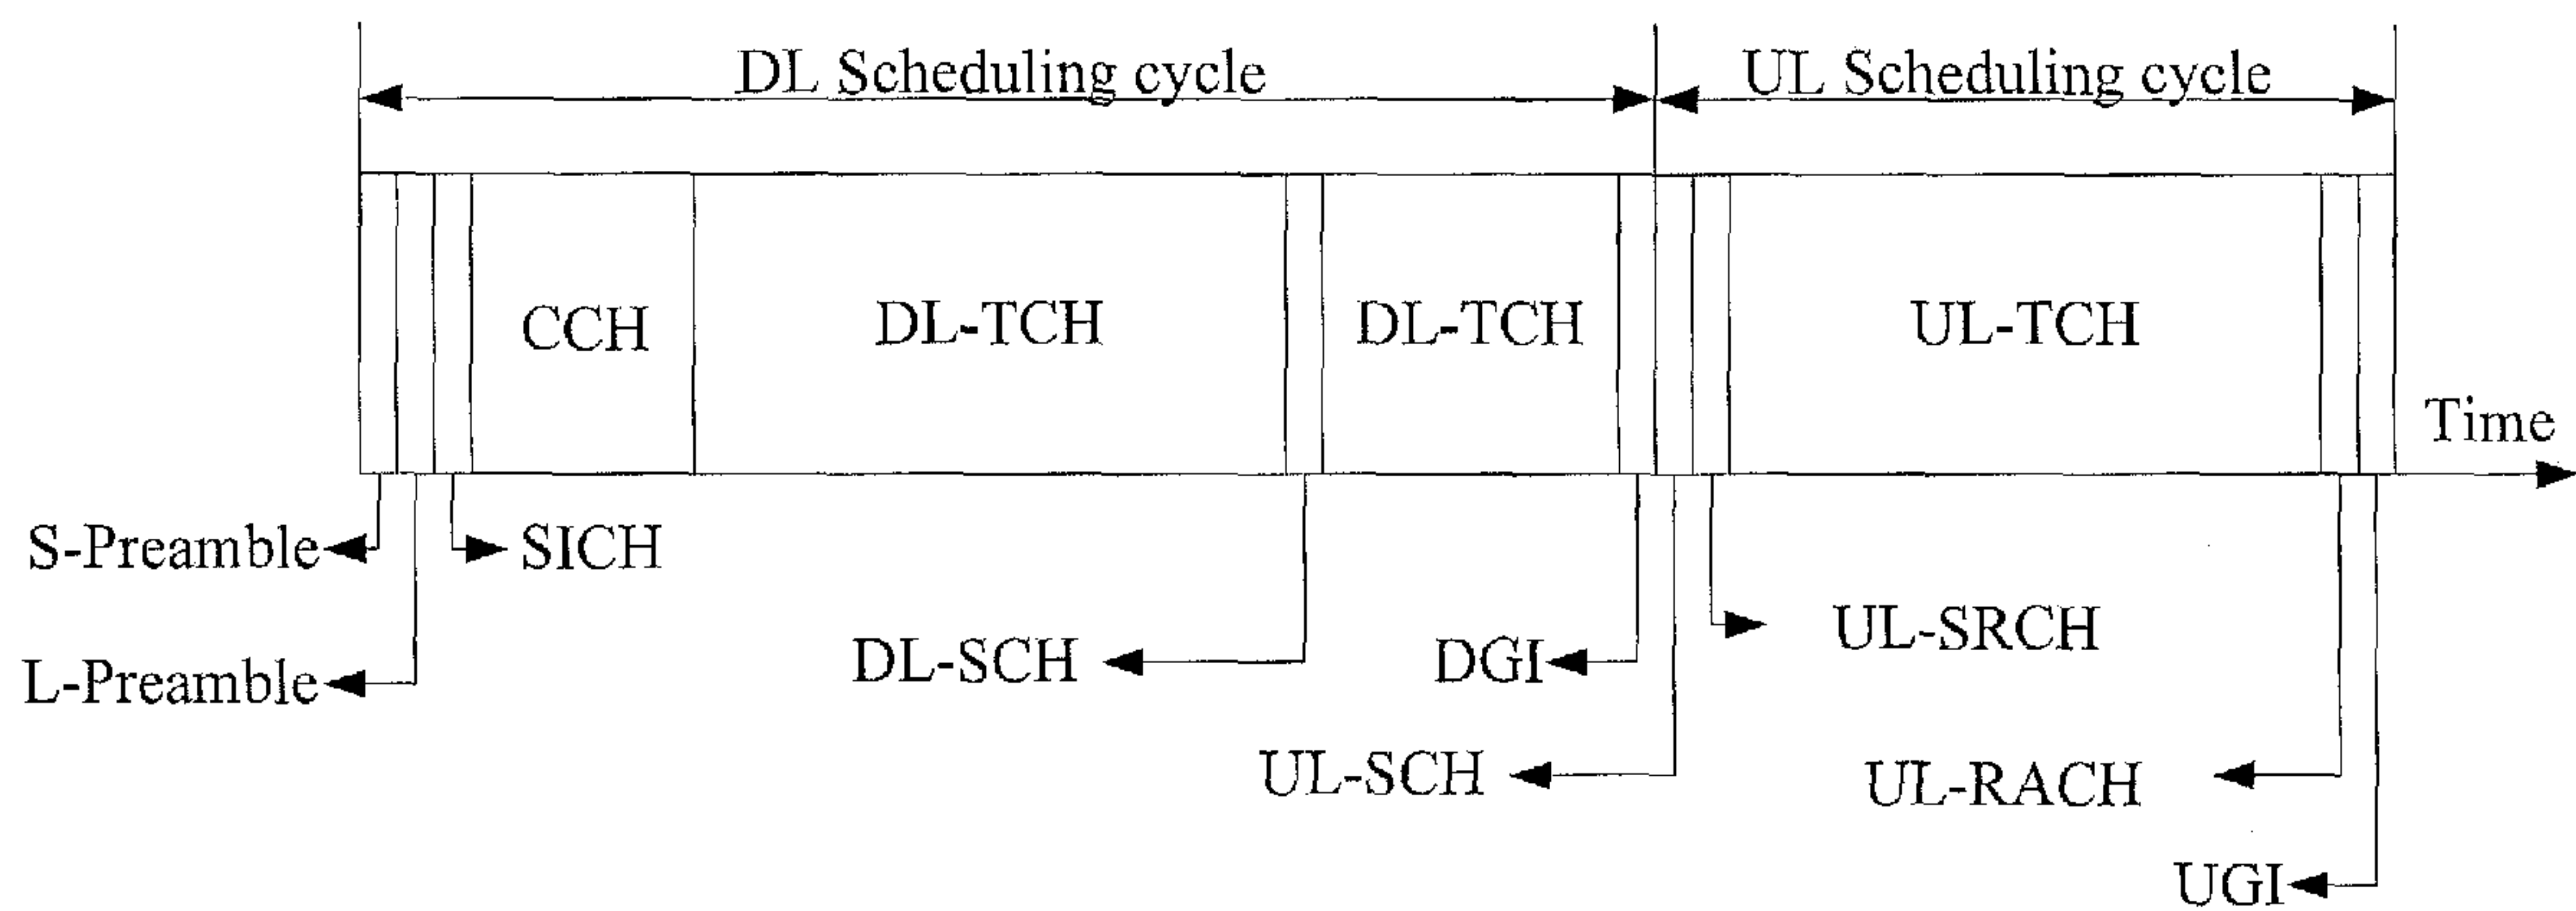 DL Scheduling cycle
UL Scheduling cycle
CCH
DL-TCH
DL-TCH
UL-TCH
Time
S-Preamble
SICH
L-Preamble
DL-SCH
DGI
UL-SRCH
UL-SCH
UL-RACH
UGI